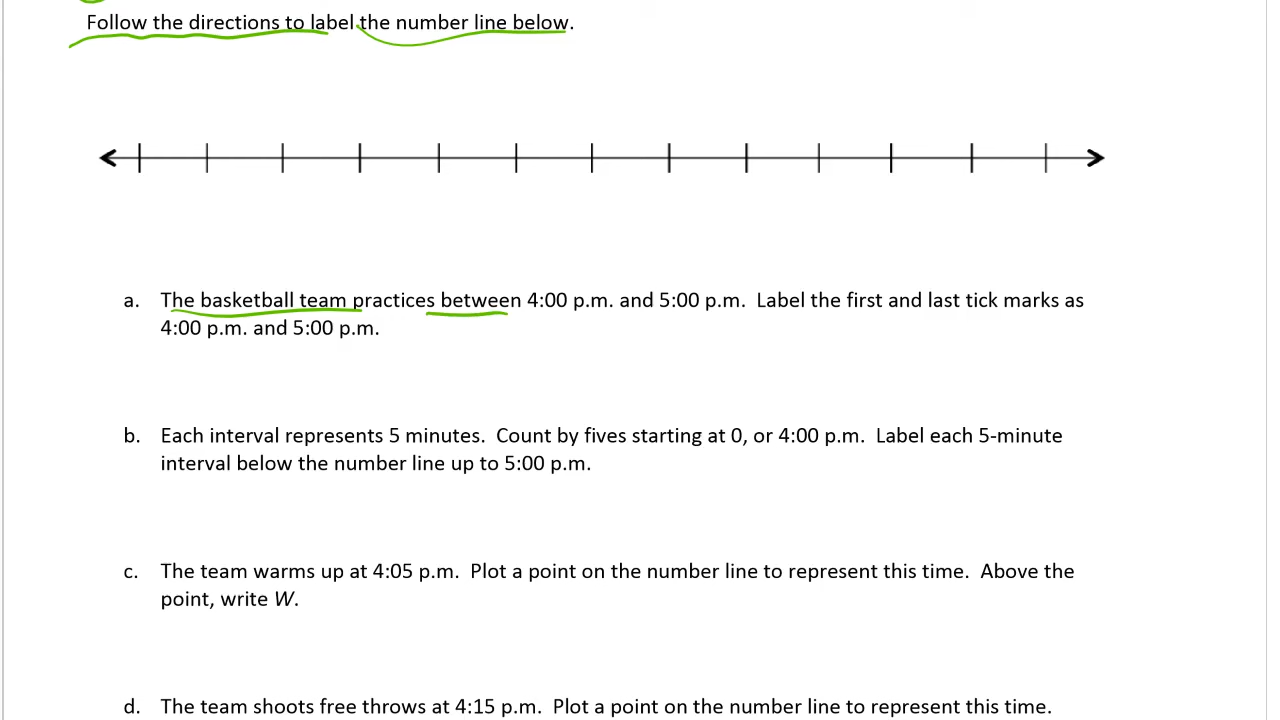 Follow the directions to label the number line below.
a. The basketball team practices between 4:00 p.m. and 5:00 p.m. Label the first and last tick marks as
4:00 p.m. and 5:00 p.m.
b. Each interval represents 5 minutes. Count by fives starting at 0, or 4:00 p.m. Label each 5-minute
interval below the number line up to 5:00 p.m.
c. The team warms up at 4:05 p.m. Plot a point on the number line to represent this time. Above the
point, write W.
d. The team shoots free throws at 4:15 p.m. Plot a point on the number line to represent this time.